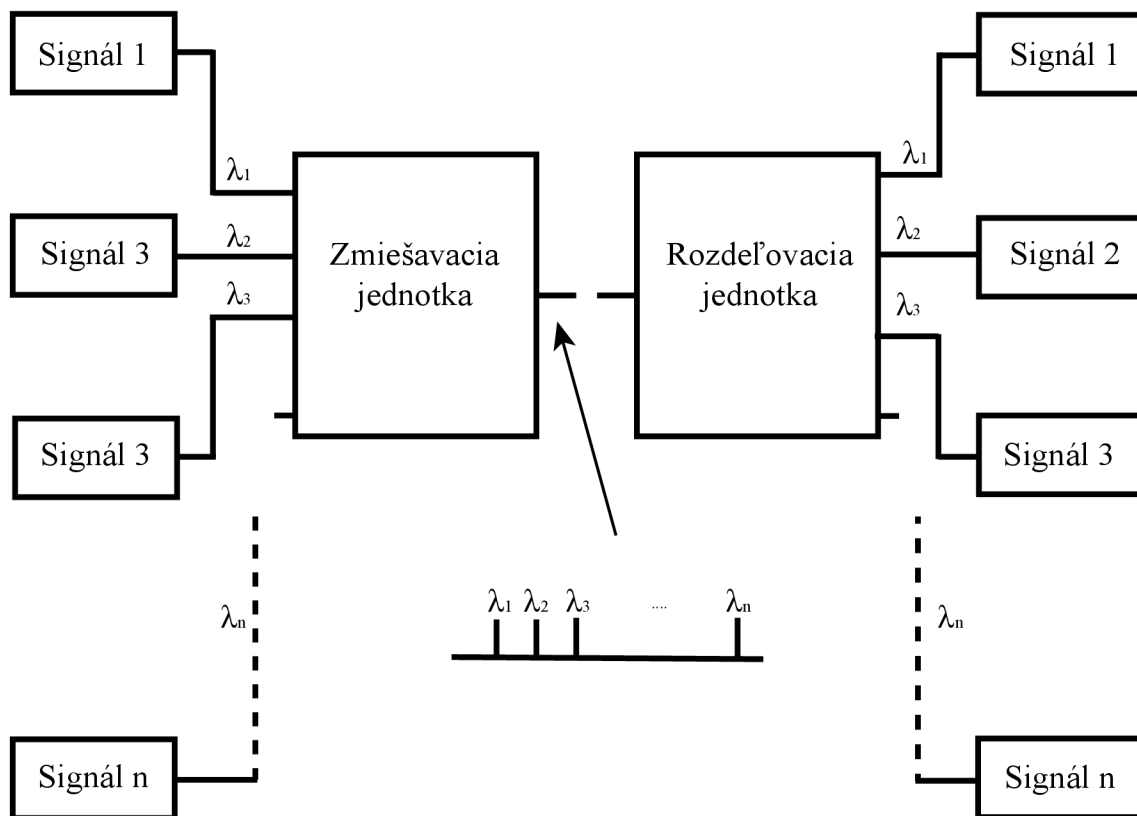 Signál 1
Signál 1
λ1
λ1
Signál 3
λ2
Zmiešavacia
jednotka
Rozdeľovacia
jednotka
λ2
Signál 2
λ3
λ3
Signál 3
Signál 3
λ1 λ2 λ3 .... λn
λn
λn
Signál n
Signál n